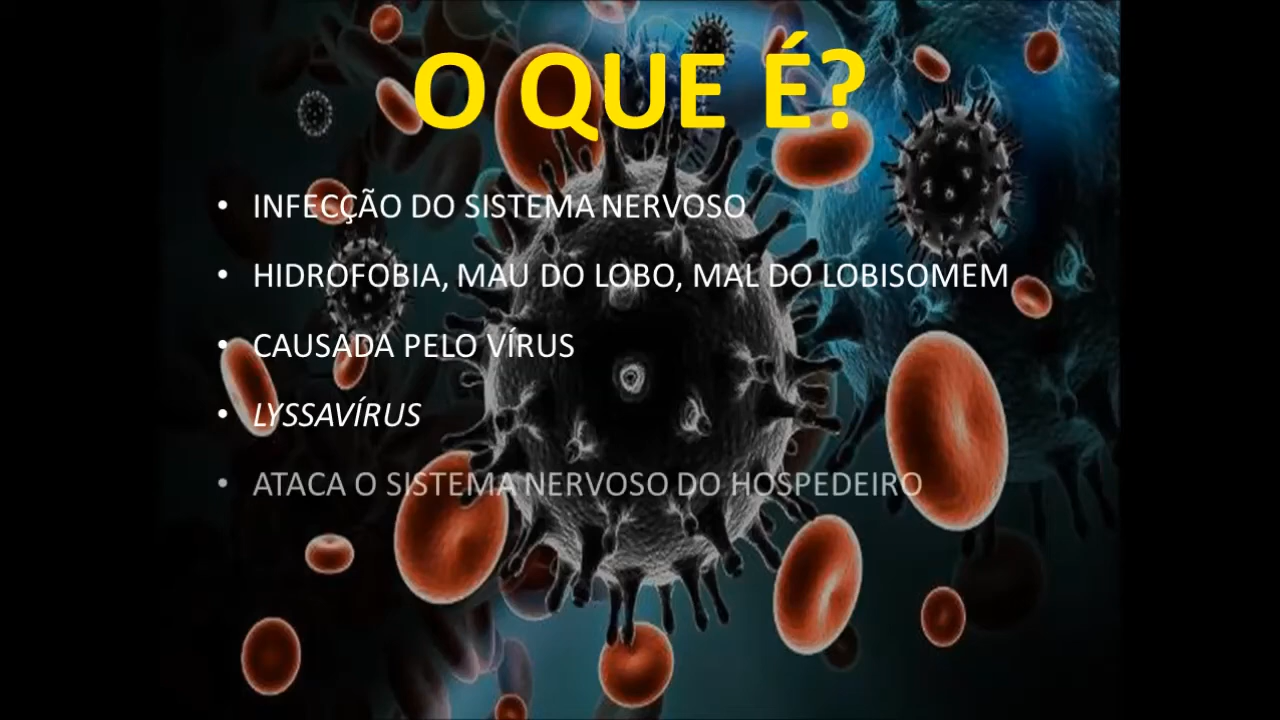 O QUE É?
• INFECÇÃO DO SISTEMA NERVOSO
• HIDROFOBIA, MAU DO LOBO, MAL DO LOBISOMEM
• CAUSADA PELO VÍRUS
• LYSSAVÍRUS
• ATACA O SISTEMA NERVOSO DO HOSPEDEIRO